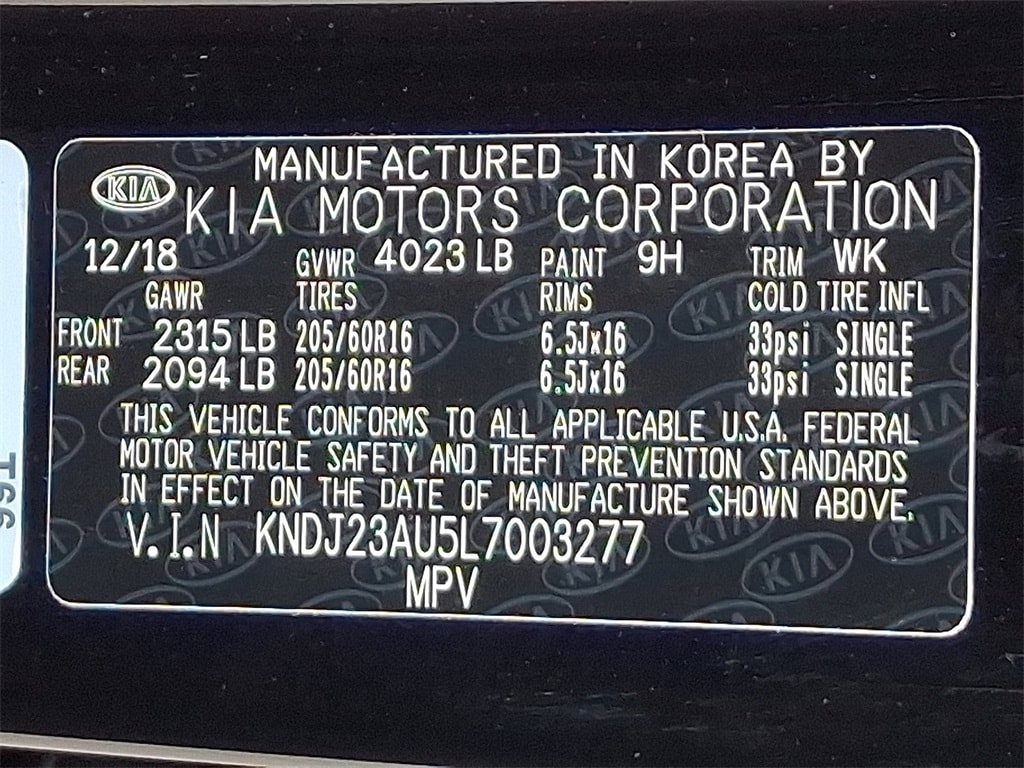 KIA MANUFACTURED IN KOREA BY
KIA MOTORS CORPORATION
12/18 GVWR 4023 LB PAINT 9H TRIM WK
GAWR TIRES RIMS COLD TIRE INFL
FRONT 2315 LB 205/60R16 6.5Jx16 33psi SINGLE
REAR 2094 LB 205/60R16 6.5Jx16 33psi SINGLE
THIS VEHICLE CONFORMS TO ALL APPLICABLE U.S.A. FEDERAL
MOTOR VEHICLE SAFETY AND THEFT PREVENTION STANDARDS
IN EFFECT ON THE DATE OF MANUFACTURE SHOWN ABOVE.
V.I.N KNDJ23AU5L7003277
MPV